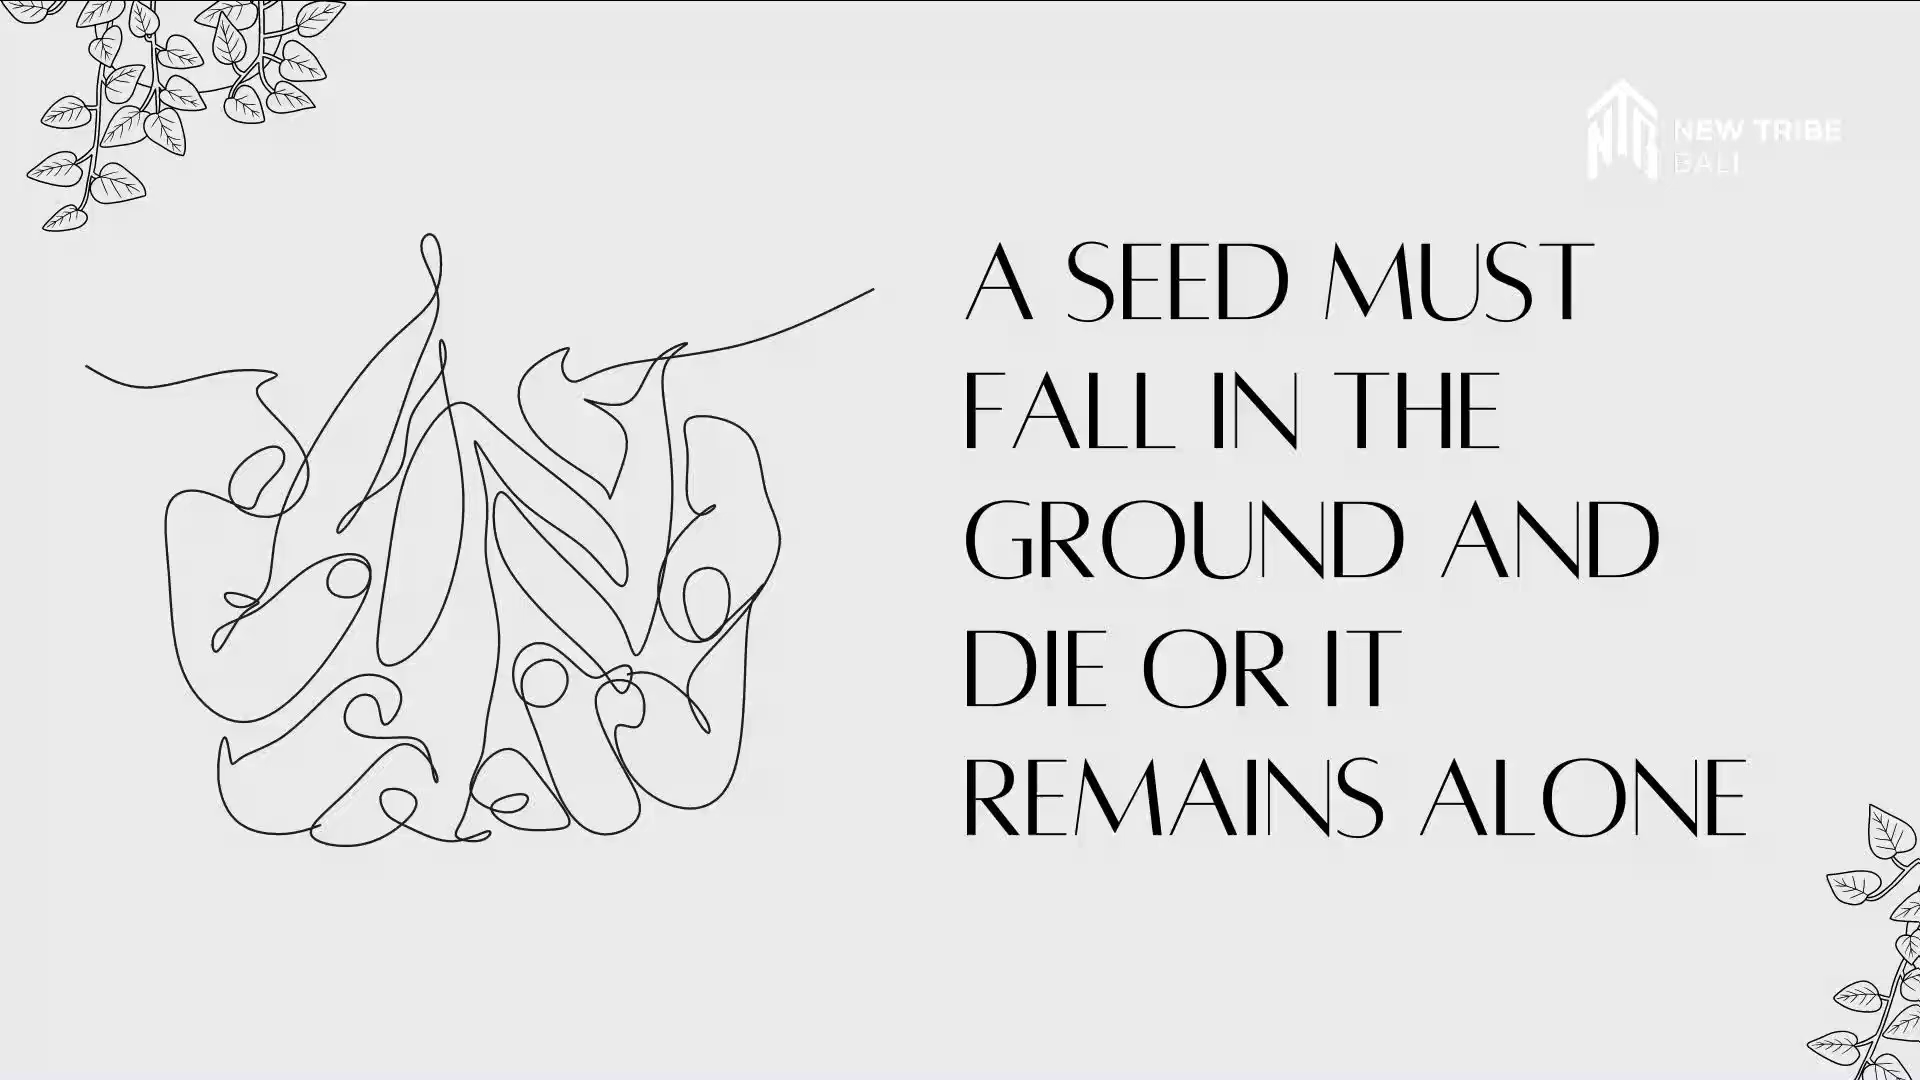 NEW TRIBE
BALI
A SEED MUST
FALL IN THE
GROUND AND
DIE OR IT
REMAINS ALONE